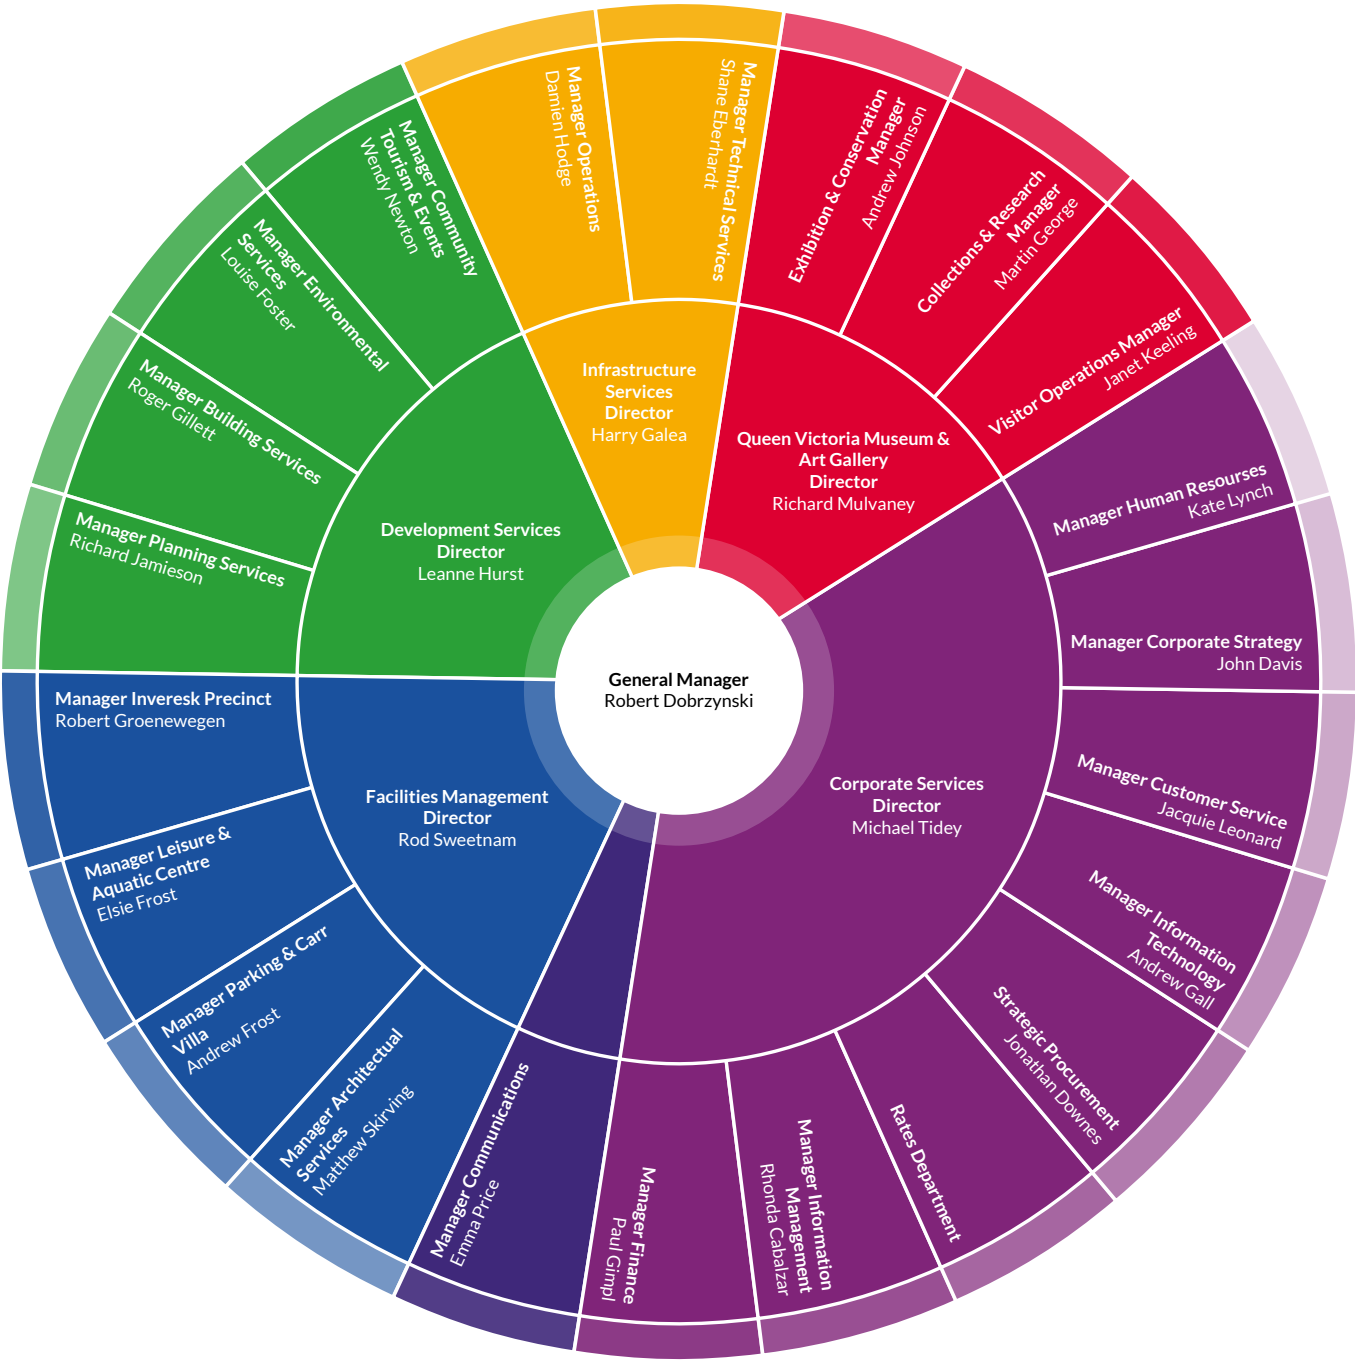 General Manager
Robert Dobrzynski
Infrastructure
Services
Director
Harry Galea
Manager Operations
Damien Hodge
Manager Technical Services
Shane Eberhardt
Queen Victoria Museum &
Art Gallery
Director
Richard Mulvaney
Exhibition & Conservation
Manager
Andrew Johnson
Collections & Research
Manager
Martin George
Visitor Operations Manager
Janet Keeling
Corporate Services
Director
Michael Tidey
Manager Human Resourses
Kate Lynch
Manager Corporate Strategy
John Davis
Manager Customer Service
Jacquie Leonard
Manager Information
Technology
Andrew Gall
Strategic Procurement
Jonathan Downes
Rates Department
Manager Information
Management
Rhonda Cabalzar
Manager Finance
Paul Gimpl
Manager Communications
Emma Price
Facilities Management
Director
Rod Sweetnam
Manager Architectual
Services
Matthew Skirving
Manager Parking & Carr
Villa
Andrew Frost
Manager Leisure &
Aquatic Centre
Elsie Frost
Manager Inveresk Precinct
Robert Groenewegen
Development Services
Director
Leanne Hurst
Manager Planning Services
Richard Jamieson
Manager Building Services
Roger Gillett
Manager Environmental
Services
Louise Foster
Manager Community
Tourism & Events
Wendy Newton